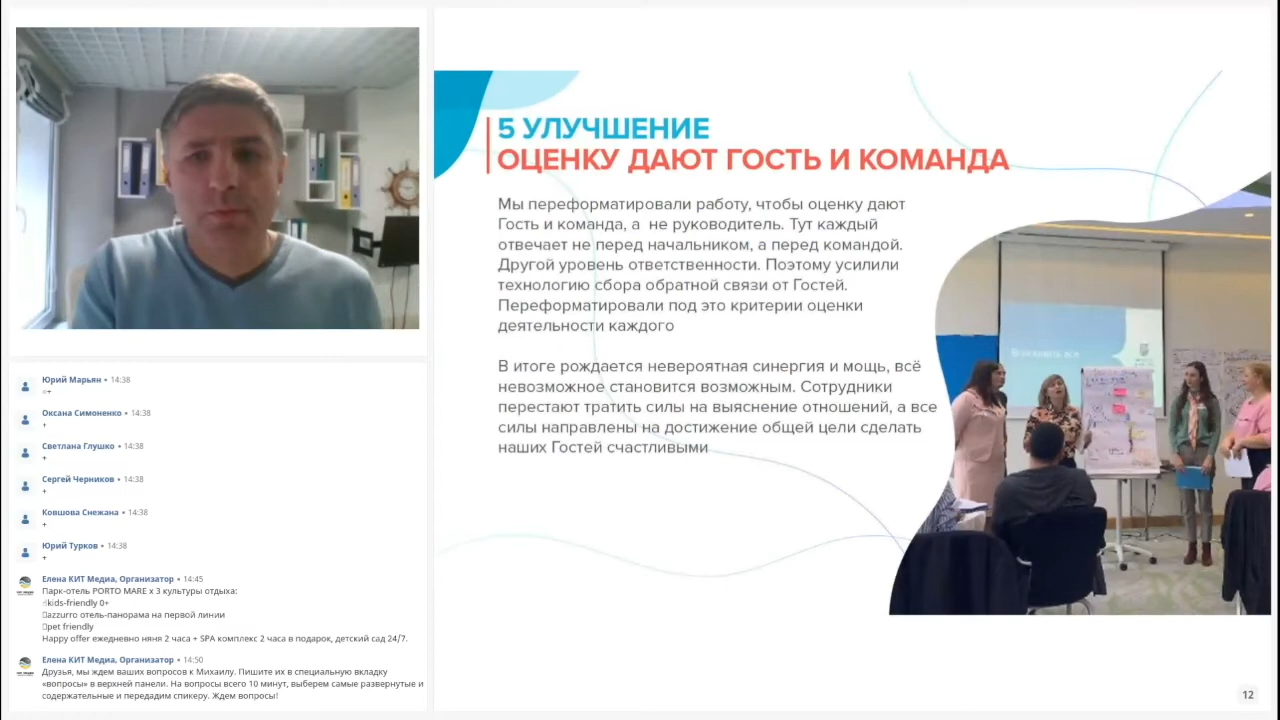 5 УЛУЧШЕНИЕ
ОЦЕНКУ ДАЮТ ГОСТЬ И КОМАНДА
Мы переформатировали работу, чтобы оценку дают
Гость и команда, а не руководитель. Тут каждый
отвечает не перед начальником, а перед командой.
Другой уровень ответственности. Поэтому усилили
технологию сбора обратной связи от Гостей.
Переформатировали под это критерии оценки
деятельности каждого
В итоге рождается невероятная синергия и мощь, всё
невозможное становится возможным. Сотрудники
перестают тратить силы на выяснение отношений, а все
силы направлены на достижение общей цели сделать
наших Гостей счастливыми
12
Юрий Марьян • 14:38
+
Оксана Симоненко • 14:38
+
Светлана Глушко • 14:38
+
Сергей Черников • 14:38
+
Ковшова Снежана • 14:38
+
Юрий Турков • 14:38
+
Елена КИТ Медиа, Организатор • 14:45
Парк-отель PORTO MARE x 3 культуры отдыха:
kids-friendly 0+
azzurro отель-панорама на первой линии
pet friendly
Happy offer ежедневно няня 2 часа + SPA комплекс 2 часа в подарок, детский сад 24/7.
Елена КИТ Медиа, Организатор • 14:50
Друзья, мы ждем ваших вопросов к Михаилу. Пишите их в специальную вкладку
«вопросы» в верхней панели. На вопросы всего 10 минут, выберем самые развернутые и
содержательные и передадим спикеру. Ждем вопросы!